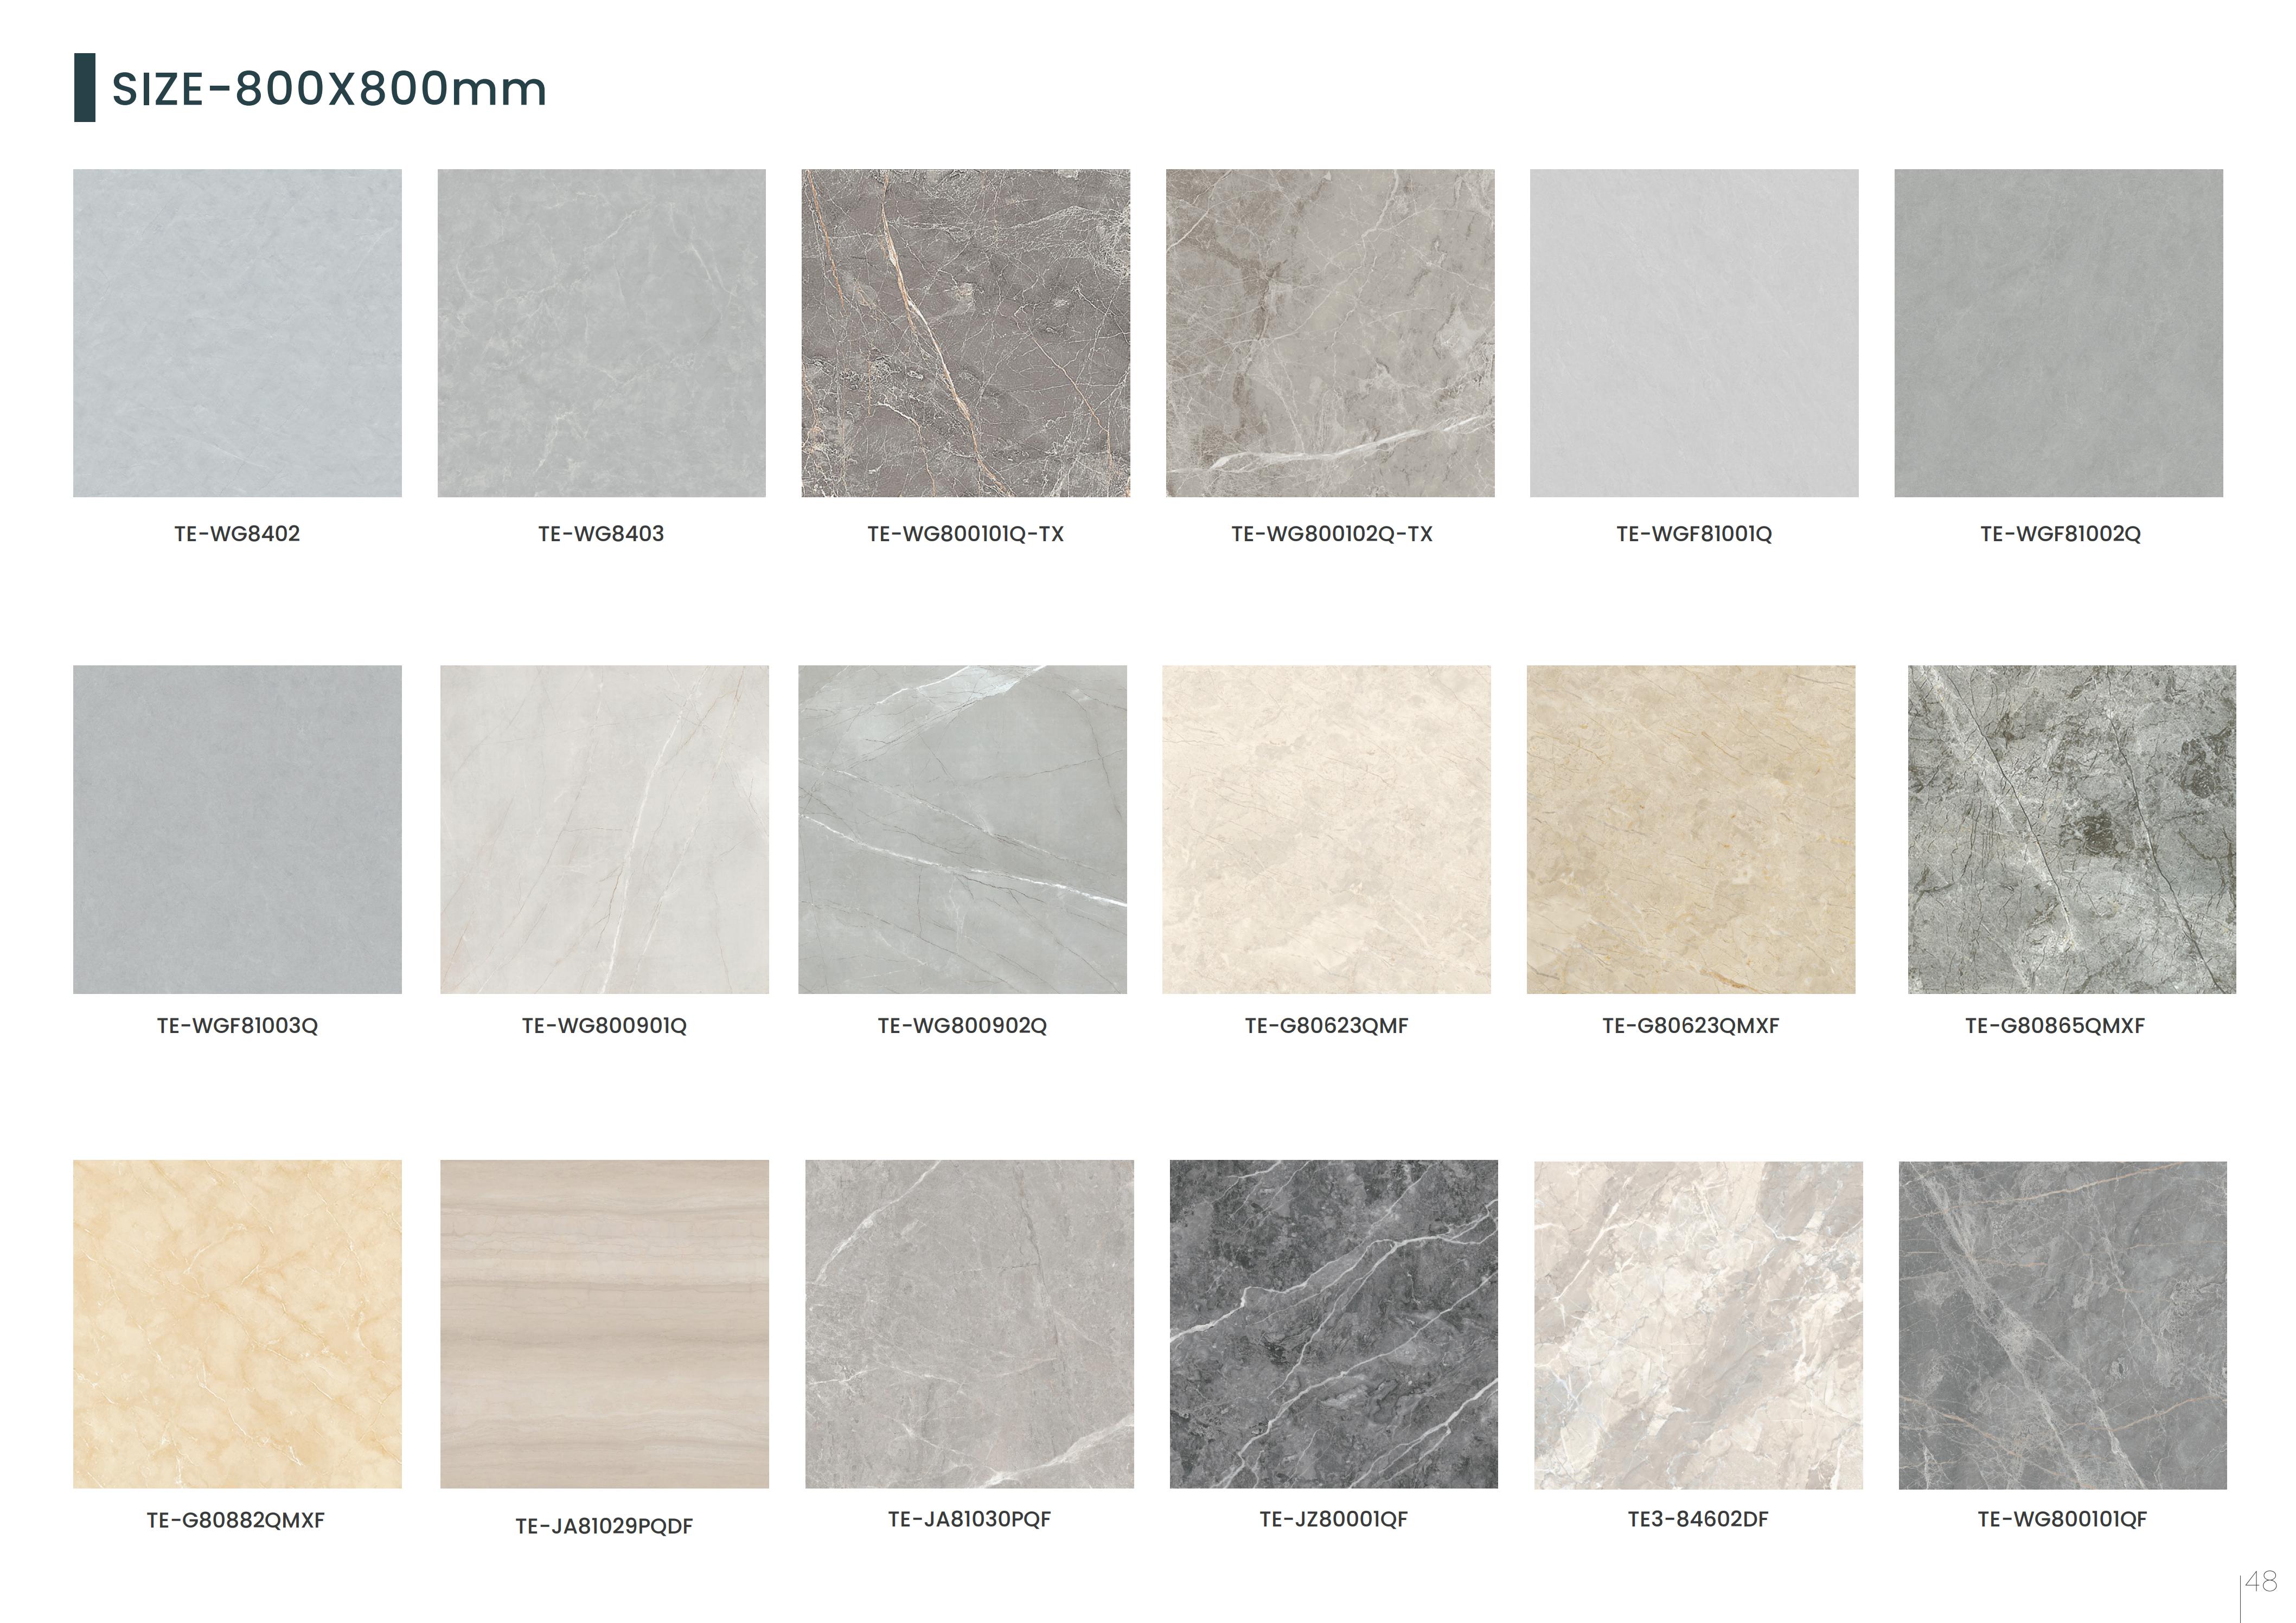 SIZE-800X800mm
TE-WG8402
TE-WG8403
TE-WG800101Q-TX
TE-WG800102Q-TX
TE-WGF81001Q
TE-WGF81002Q
TE-WGF81003Q
TE-WG800901Q
TE-WG800902Q
TE-G80623QMF
TE-G80623QMXF
TE-G80865QMXF
TE-G80882QMXF
TE-JA81029PQDF
TE-JA81030PQF
TE-JZ80001QF
TE3-84602DF
TE-WG800101QF
48